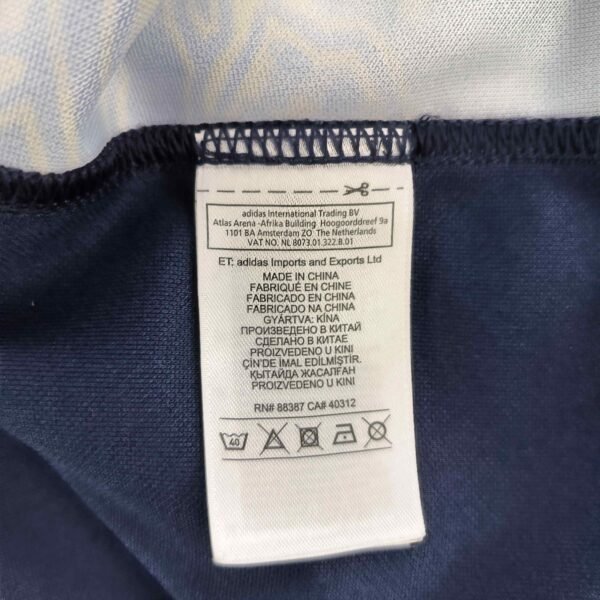 adidas International Trading BV
Atlas Arena -Afrika Building Hoogoorddreef 9a
1101 BA Amsterdam ZO The Netherlands
VAT NO. NL 8073.01.322.B.01
ET: adidas Imports and Exports Ltd
MADE IN CHINA
FABRIQUÉ EN CHINE
FABRICADO EN CHINA
FABRICADO NA CHINA
GYÁRTVA: KÍNA
ПРОИЗВЕДЕНО В КИТАЙ
СДЕЛАНО В КИТАЕ
PROIZVEDENO U KINI
ÇİN'DE İMAL EDİLMİŞTİR.
ҚЫТАЙДА ЖАСАЛҒАН
PROIZVEDENO U KINI
RN# 88387 CA# 40312
40